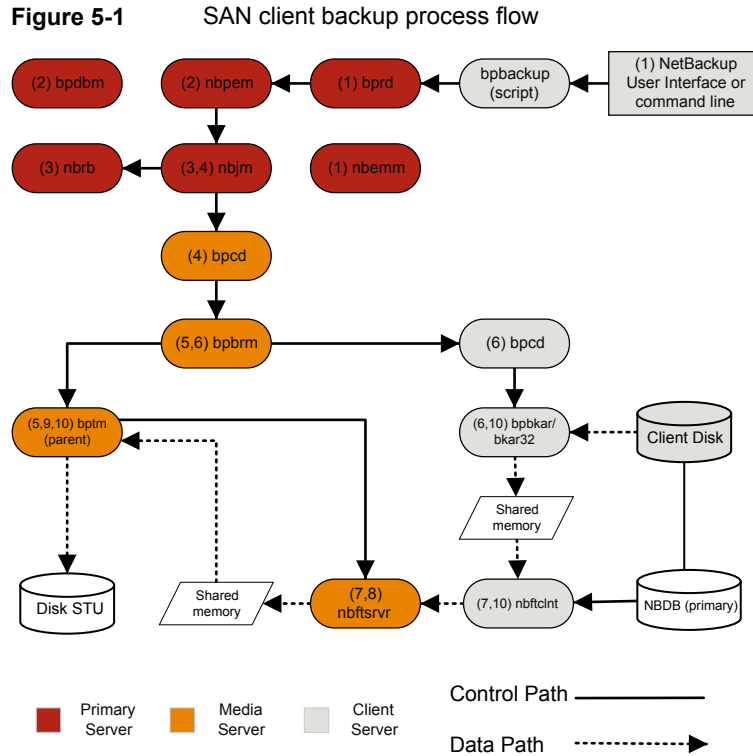 Figure 5-1 SAN client backup process flow
(2) bpdbm
(2) nbpem
(1) bprd
bpbackup
(script)
(1) NetBackup
User Interface or
command line
(3) nbrb
(3,4) nbjm
(1) nbemm
(4) bpcd
(5,6) bpbrm
(6) bpcd
(5,9,10) bptm
(parent)
(6,10) bpbkar/
bkar32
Client Disk
Shared
memory
Disk STU
Shared
memory
(7,8)
nbftsrvr
(7,10) nbftclnt
NBDB (primary)
Primary
Server
Media
Server
Client
Server
Control Path
Data Path